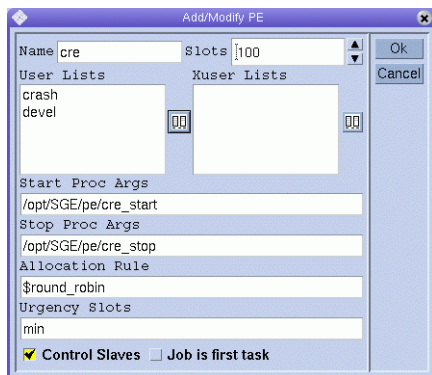 Add/Modify PE
Name cre Slots 100 Ok
Cancel
User Lists Xuser Lists
crash
devel
Start Proc Args
/opt/SGE/pe/cre_start
Stop Proc Args
/opt/SGE/pe/cre_stop
Allocation Rule
$round_robin
Urgency Slots
min
Control Slaves Job is first task